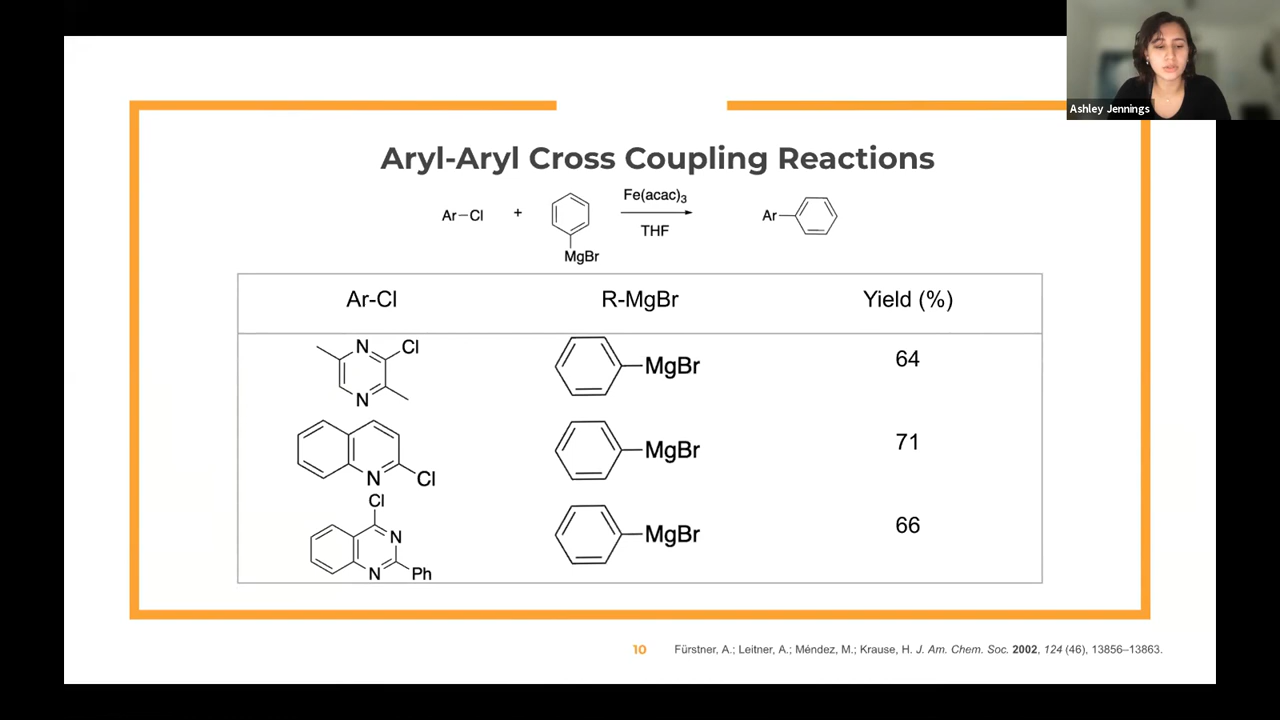 Ashley Jennings
Aryl-Aryl Cross Coupling Reactions
Ar–Cl
+
MgBr
Fe(acac)₃
THF
Ar
Ar-Cl
R-MgBr
Yield (%)
N
Cl
N
MgBr
64
N
Cl
MgBr
71
Cl
N
N
Ph
MgBr
66
10
Fürstner, A.; Leitner, A.; Méndez, M.; Krause, H. J. Am. Chem. Soc. 2002, 124 (46), 13856–13863.